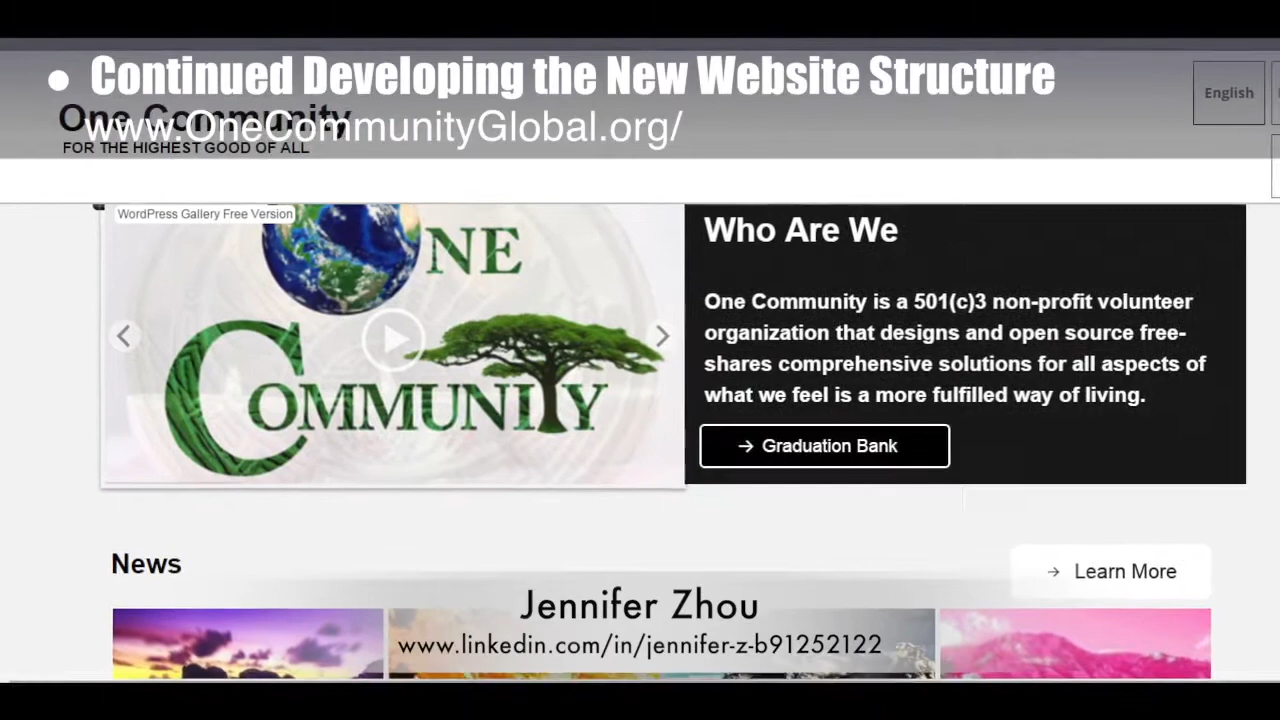 • Continued Developing the New Website Structure
One Community
www.OneCommunityGlobal.org/
FOR THE HIGHEST GOOD OF ALL
English
WordPress Gallery Free Version
ONE
COMMUNITY
Who Are We
One Community is a 501(c)3 non-profit volunteer
organization that designs and open source free-
shares comprehensive solutions for all aspects of
what we feel is a more fulfilled way of living.
→ Graduation Bank
News
→ Learn More
Jennifer Zhou
www.linkedin.com/in/jennifer-z-b91252122